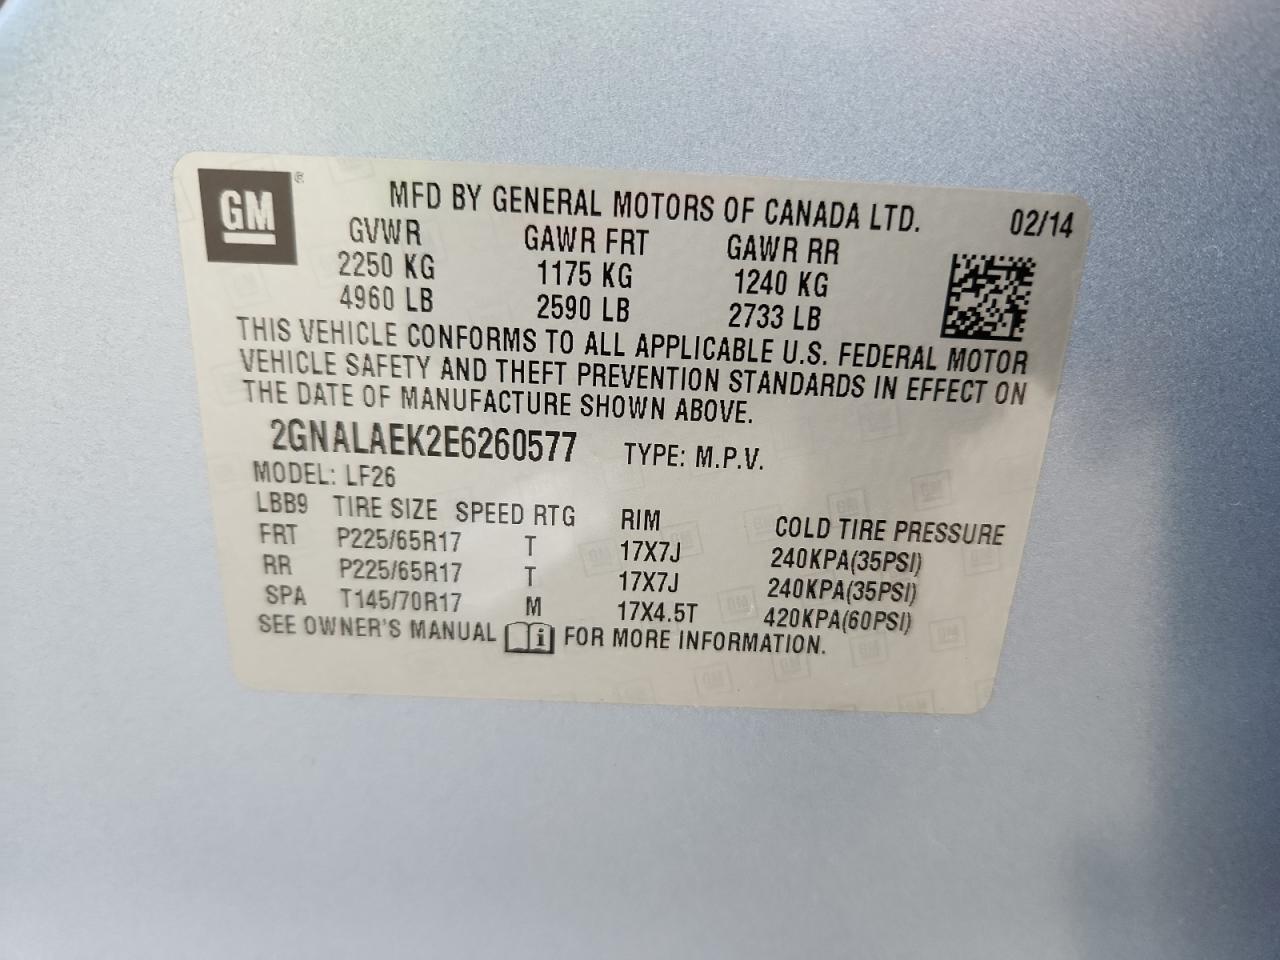 GM ®
MFD BY GENERAL MOTORS OF CANADA LTD. 02/14
GVWR GAWR FRT GAWR RR
2250 KG 1175 KG 1240 KG
4960 LB 2590 LB 2733 LB
THIS VEHICLE CONFORMS TO ALL APPLICABLE U.S. FEDERAL MOTOR
VEHICLE SAFETY AND THEFT PREVENTION STANDARDS IN EFFECT ON
THE DATE OF MANUFACTURE SHOWN ABOVE.
2GNALAEK2E6260577 TYPE: M.P.V.
MODEL: LF26
LBB9 TIRE SIZE SPEED RTG RIM COLD TIRE PRESSURE
FRT P225/65R17 T 17X7J 240KPA(35PSI)
RR P225/65R17 T 17X7J 240KPA(35PSI)
SPA T145/70R17 M 17X4.5T 420KPA(60PSI)
SEE OWNER'S MANUAL i FOR MORE INFORMATION.